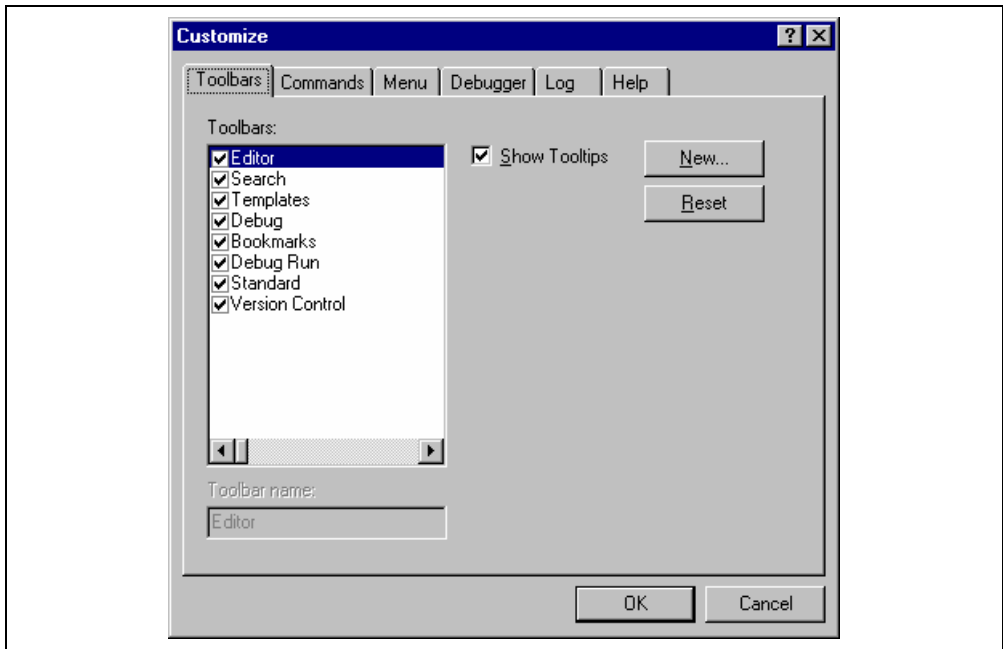 Customize
Toolbars Commands Menu Debugger Log Help
Toolbars:
Editor
Search
Templates
Debug
Bookmarks
Debug Run
Standard
Version Control
Show Tooltips
New...
Reset
Toolbar name:
Editor
OK Cancel